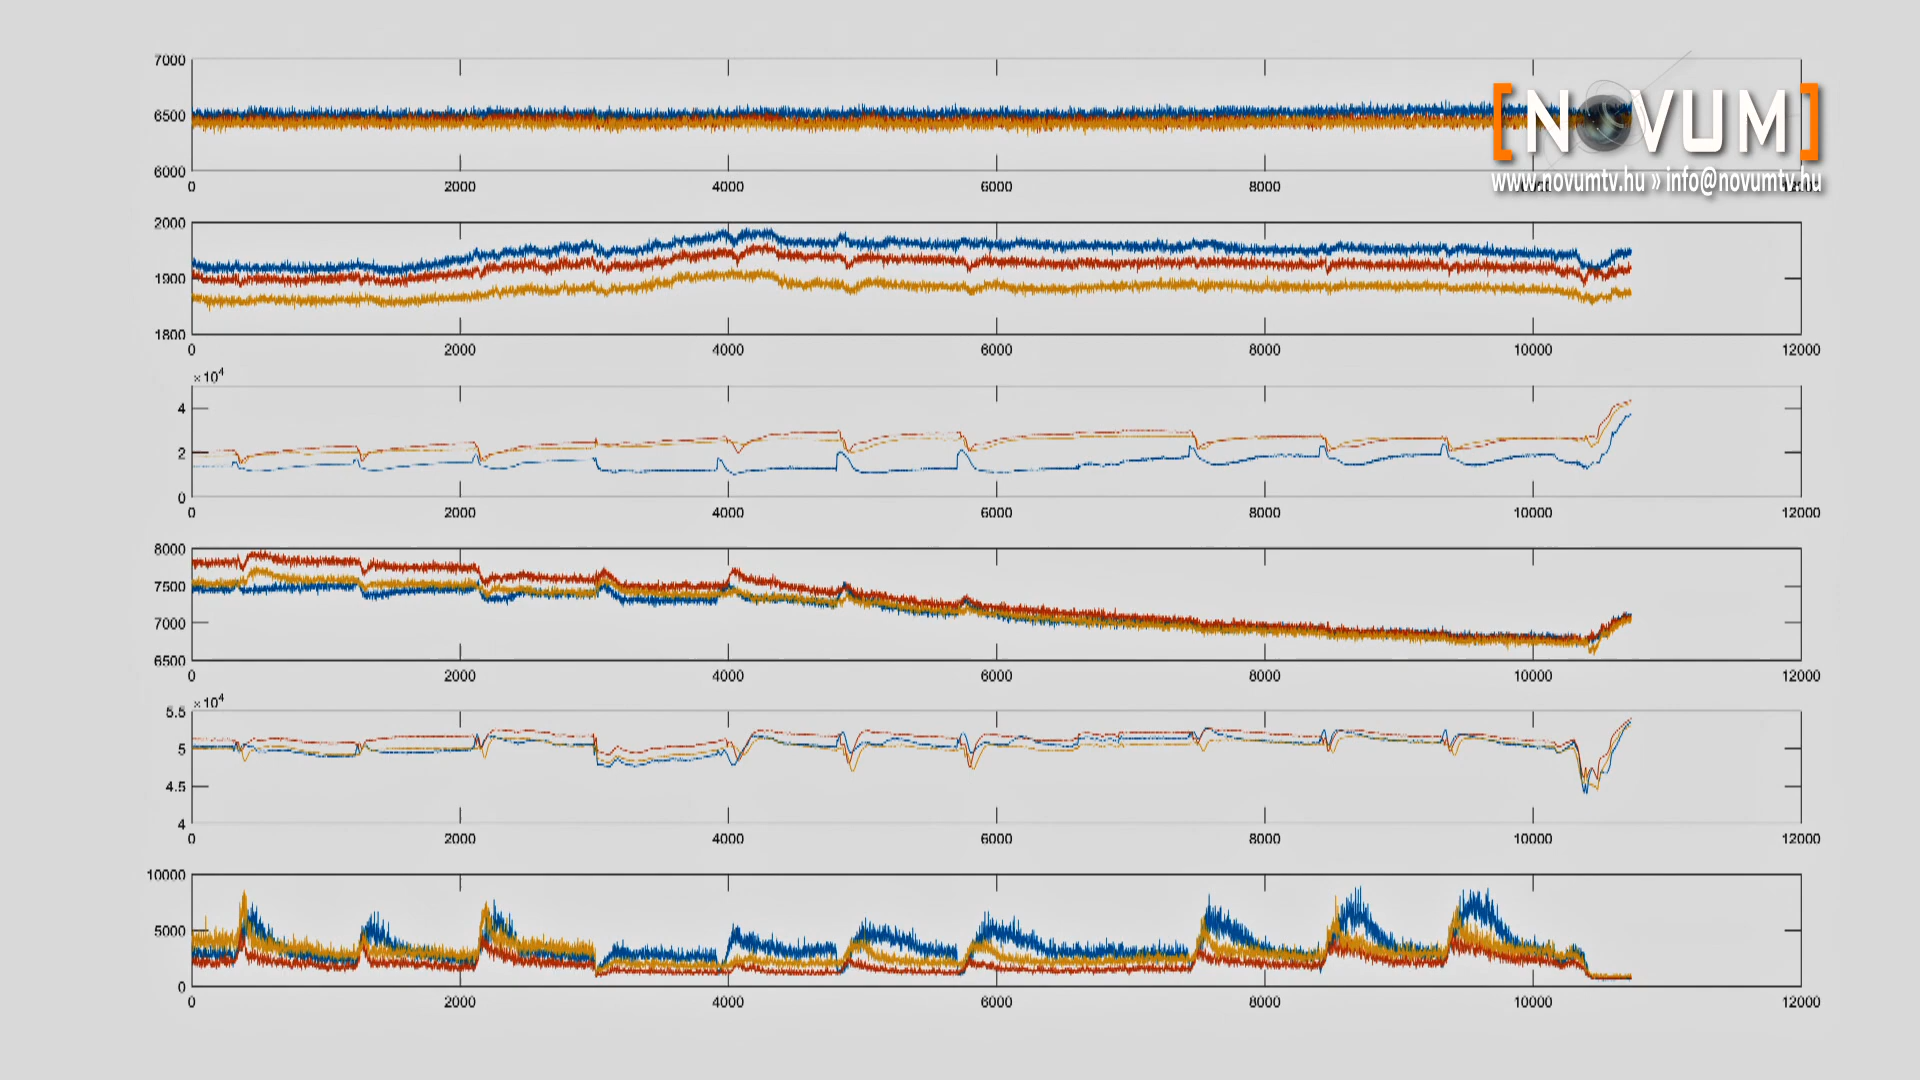 7000
6500
6000
0 2000 4000 6000 8000
[NOVUM]
www.novumtv.hu » info@novumtv.hu
2000
1900
1800
0 2000 4000 6000 8000 10000 12000
×10⁴
4
2
0
0 2000 4000 6000 8000 10000 12000
8000
7500
7000
6500
0 2000 4000 6000 8000 10000 12000
×10⁴
5.5
5
4.5
4
0 2000 4000 6000 8000 10000 12000
10000
5000
0
0 2000 4000 6000 8000 10000 12000